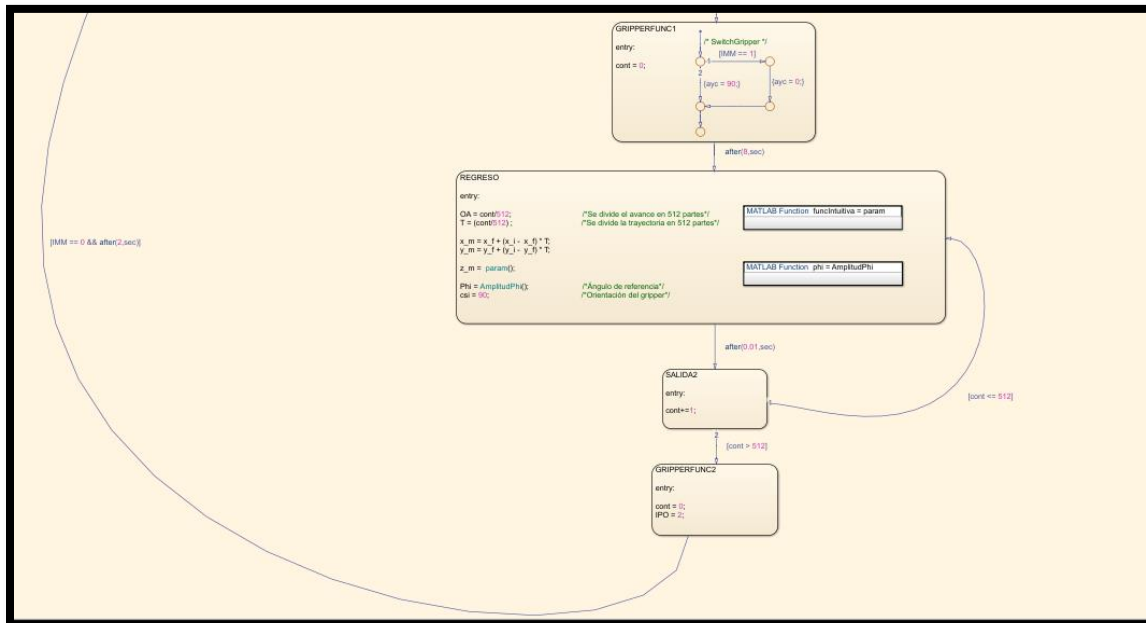 GRIPPERFUNC1
entry:
cont = 0;
/* SwitchGripper */
[IMM == 1]
1
2
{ayc = 90;}
{ayc = 0;}
after(8,sec)
REGRESO
entry:
OA = cont/512; /*Se divide el avance en 512 partes*/
T = (cont/512) ; /*Se divide la trayectoria en 512 partes*/
x_m = x_f + (x_i - x_f) * T;
y_m = y_f + (y_i - y_f) * T;
z_m = param();
Phi = AmplitudPhi(); /*Ángulo de referencia*/
csi = 90; /*Orientación del gripper*/
MATLAB Function funcIntuitiva = param
MATLAB Function phi = AmplitudPhi
[IMM == 0 && after(2,sec)]
after(0.01,sec)
SALIDA2
entry:
cont+=1;
1
[cont <= 512]
2
[cont > 512]
GRIPPERFUNC2
entry:
cont = 0;
IPO = 2;